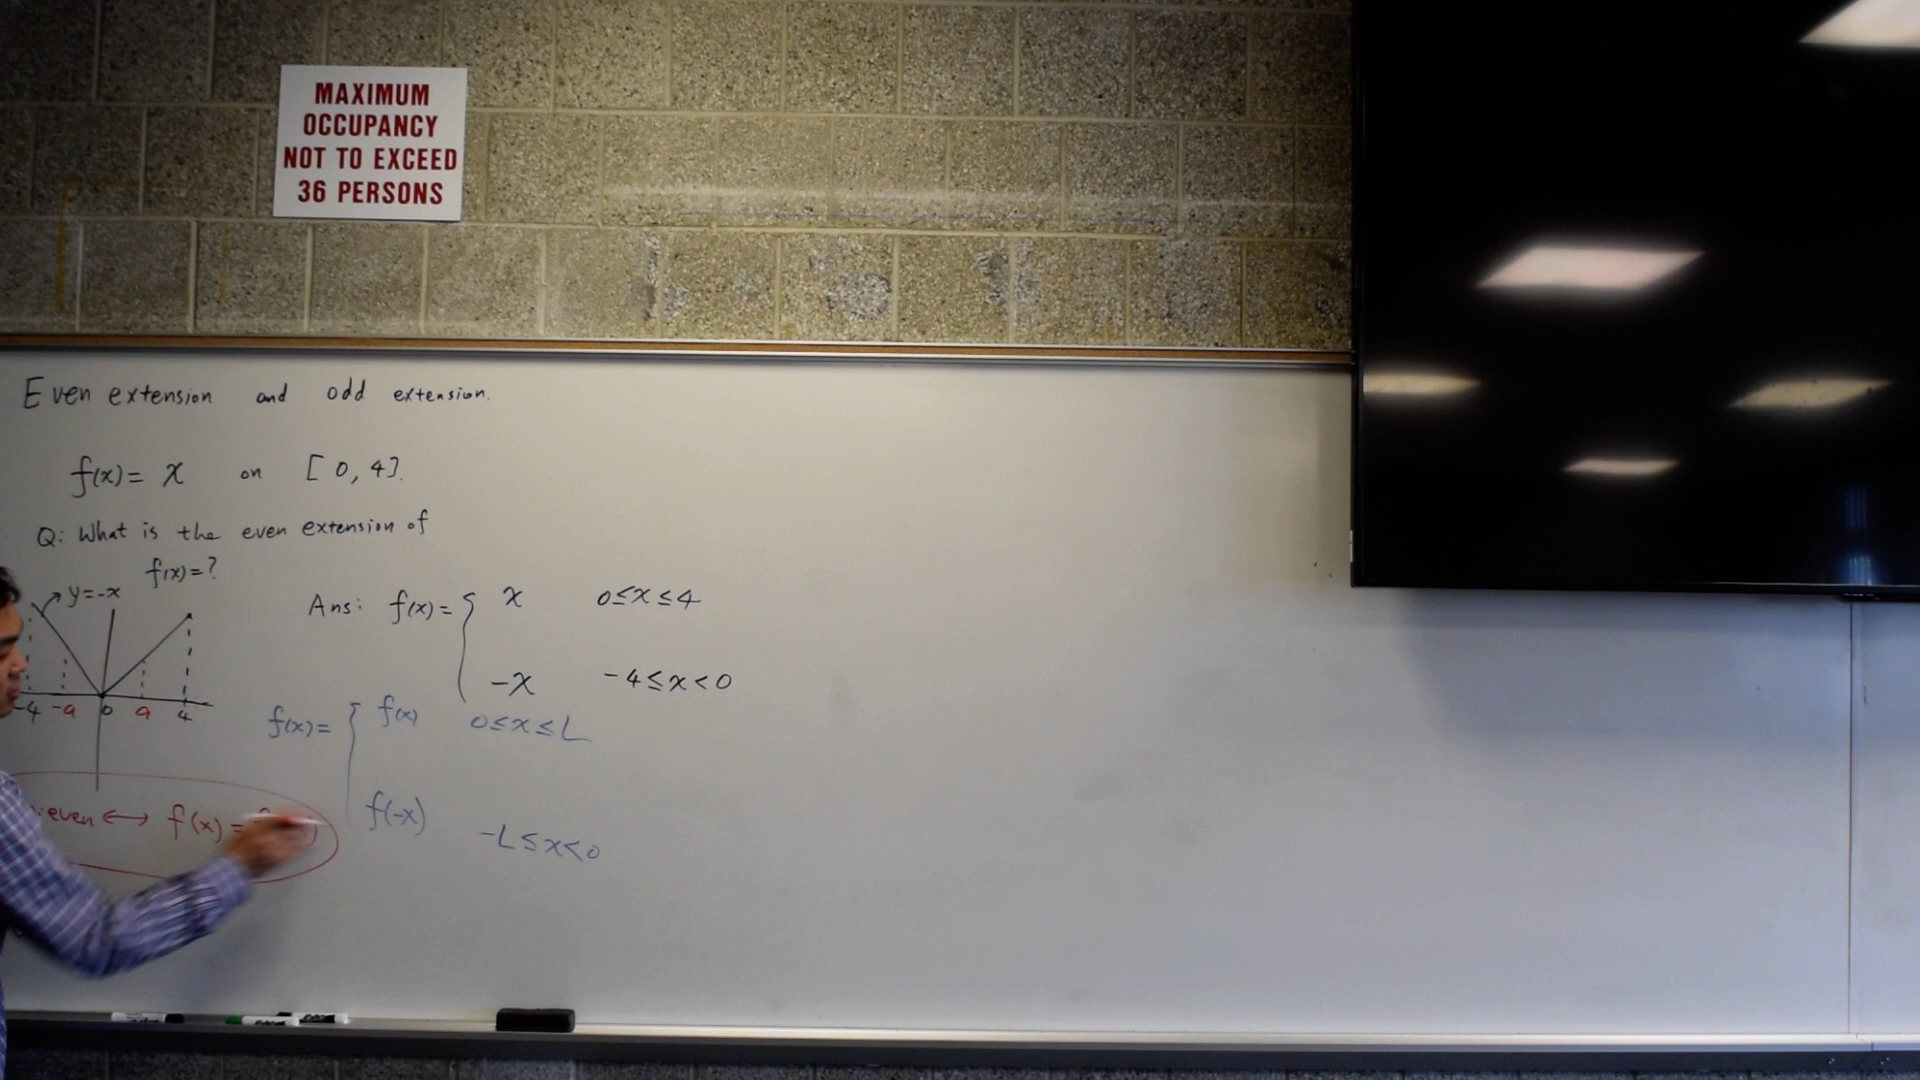 MAXIMUM
OCCUPANCY
NOT TO EXCEED
36 PERSONS
Even extension and odd extension.
f(x)= x on [0,4].
Q: What is the even extension of
f(x)=?
y=-x
Ans: f(x)= { x 0≤x≤4
-x -4≤x<0
-4 -a 0 a 4
f(x)= { f(x) 0≤x≤L
f(-x) -L≤x<0
even ⟷ f(x) =